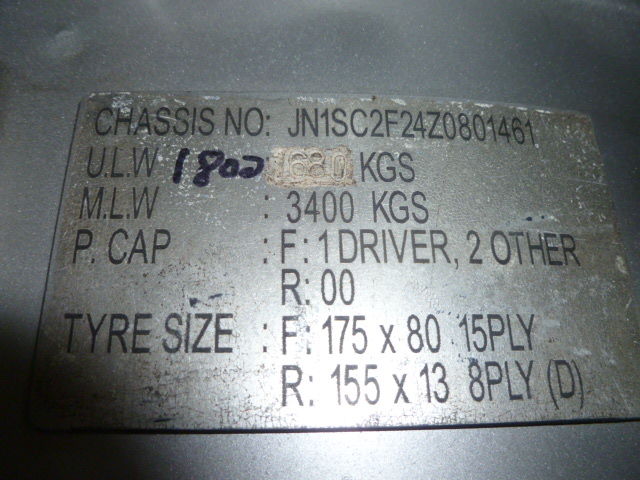 CHASSIS NO: JN1SC2F24Z0801461
U.L.W 1800 1680 KGS
M.L.W : 3400 KGS
P. CAP : F: 1 DRIVER, 2 OTHER
R: 00
TYRE SIZE : F: 175 x 80 15PLY
R: 155 x 13 8PLY (D)